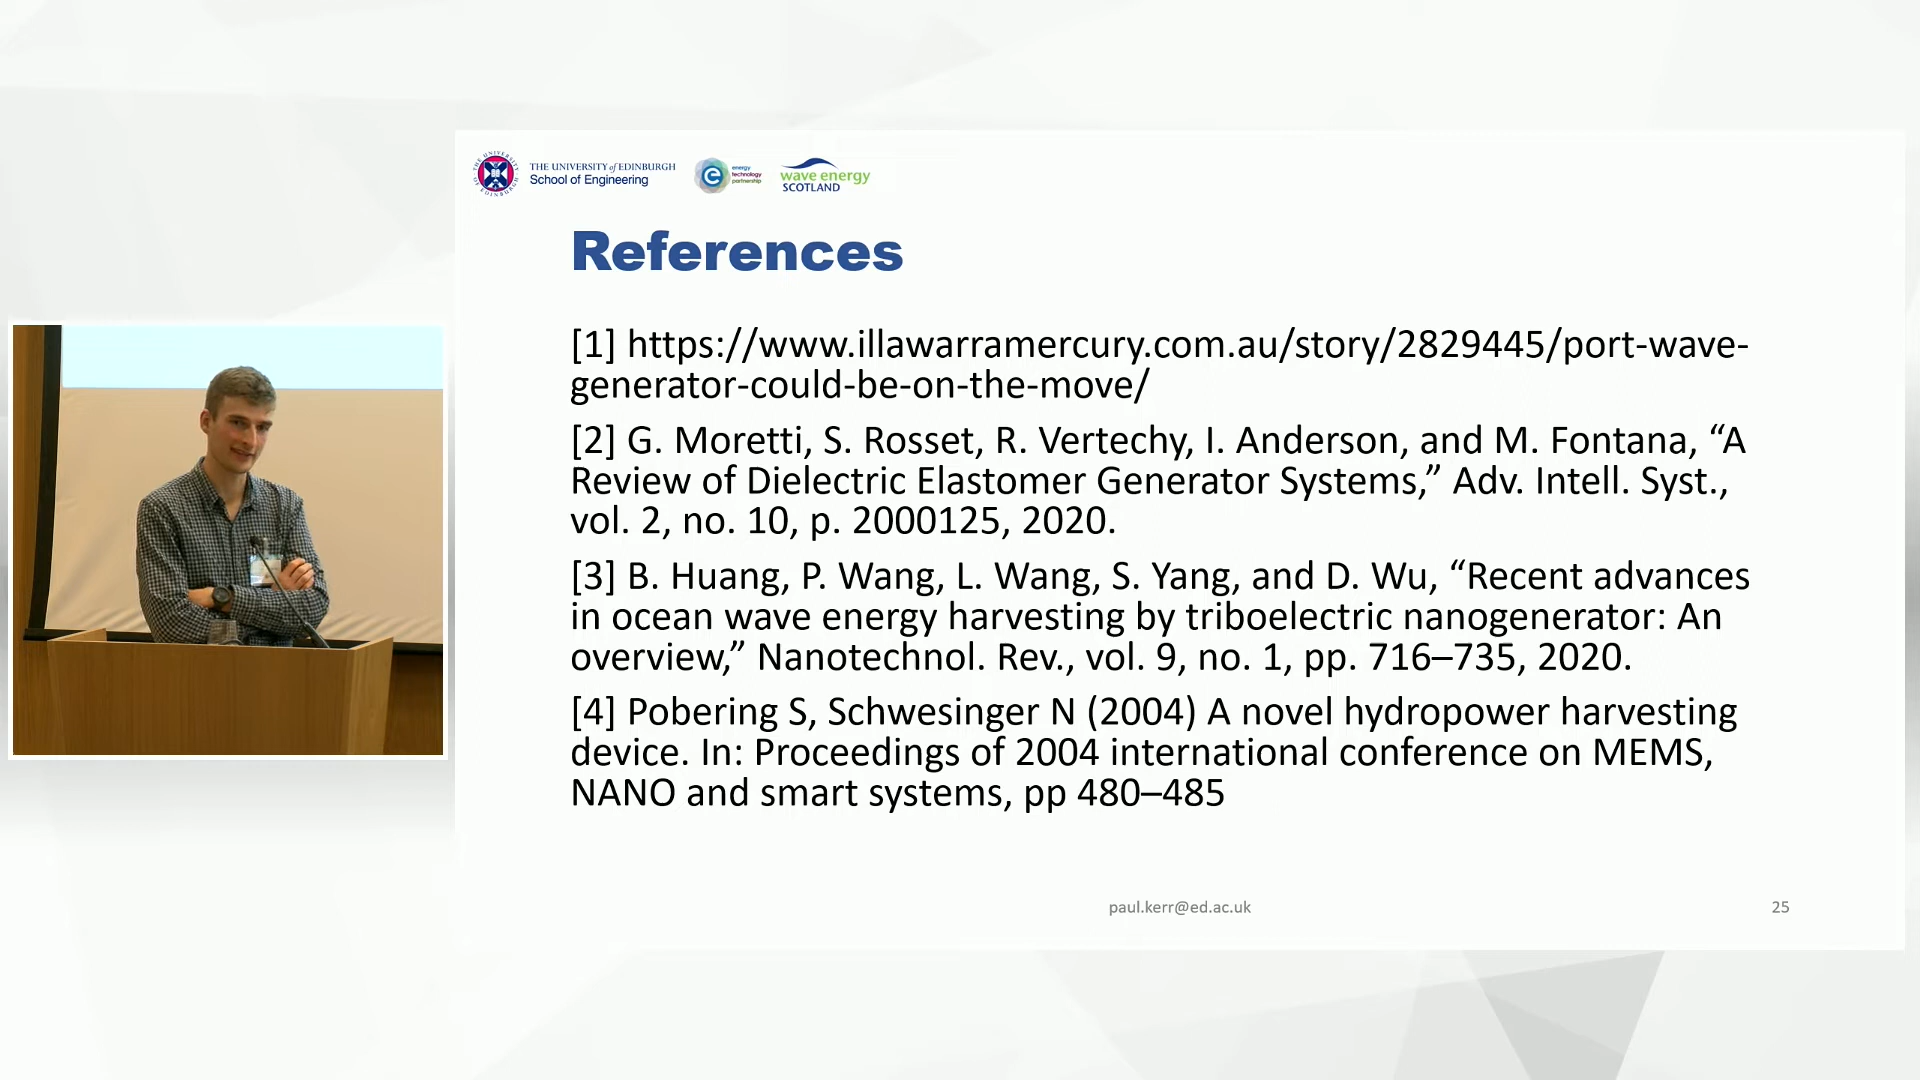 THE UNIVERSITY of EDINBURGH
School of Engineering
energy
technology
partnership
wave energy
SCOTLAND
References
[1] https://www.illawarramercury.com.au/story/2829445/port-wave-
generator-could-be-on-the-move/
[2] G. Moretti, S. Rosset, R. Vertechy, I. Anderson, and M. Fontana, “A
Review of Dielectric Elastomer Generator Systems,” Adv. Intell. Syst.,
vol. 2, no. 10, p. 2000125, 2020.
[3] B. Huang, P. Wang, L. Wang, S. Yang, and D. Wu, “Recent advances
in ocean wave energy harvesting by triboelectric nanogenerator: An
overview,” Nanotechnol. Rev., vol. 9, no. 1, pp. 716–735, 2020.
[4] Pobering S, Schwesinger N (2004) A novel hydropower harvesting
device. In: Proceedings of 2004 international conference on MEMS,
NANO and smart systems, pp 480–485
paul.kerr@ed.ac.uk
25